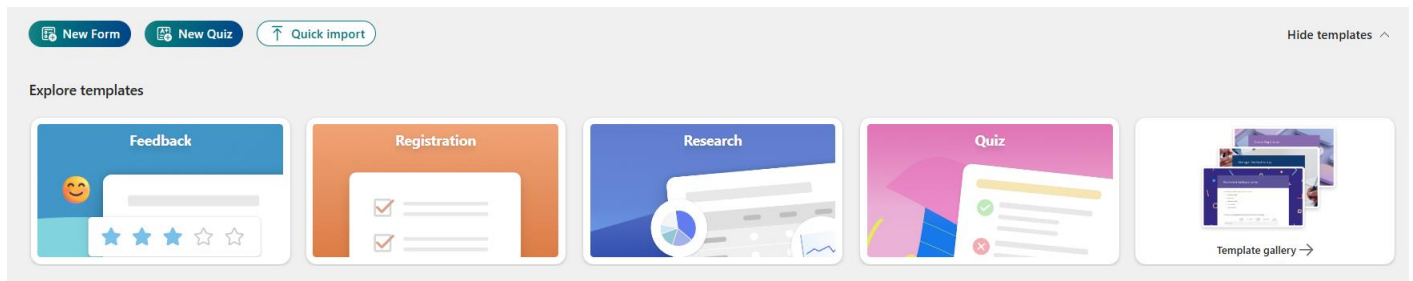 New Form
New Quiz
Quick import
Hide templates
Explore templates
Feedback
Registration
Research
Quiz
Template gallery